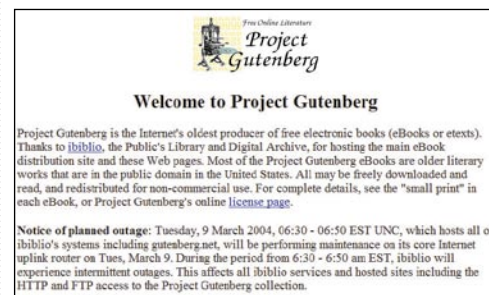 Free Online Literature
Project
Gutenberg
Welcome to Project Gutenberg
Project Gutenberg is the Internet's oldest producer of free electronic books (eBooks or etexts).
Thanks to ibiblio, the Public's Library and Digital Archive, for hosting the main eBook
distribution site and these Web pages. Most of the Project Gutenberg eBooks are older literary
works that are in the public domain in the United States. All may be freely downloaded and
read, and redistributed for non-commercial use. For complete details, see the "small print" in
each eBook, or Project Gutenberg's online license page.
Notice of planned outage: Tuesday, 9 March 2004, 06:30 - 06:50 EST UNC, which hosts all o
ibiblio's systems including gutenberg.net, will be performing maintenance on its core Internet
uplink router on Tues, March 9. During the period from 6:30 - 6:50 am EST, ibiblio will
experience intermittent outages. This affects all ibiblio services and hosted sites including the
HTTP and FTP access to the Project Gutenberg collection.